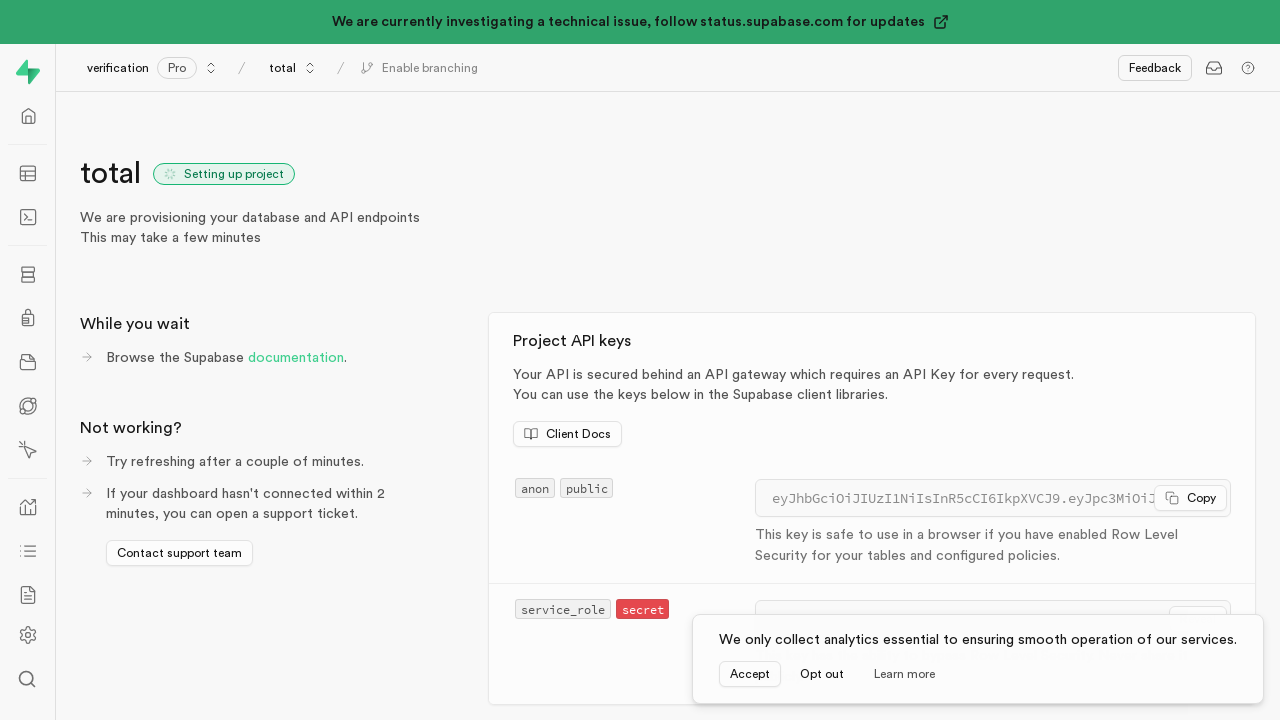 We are currently investigating a technical issue, follow status.supabase.com for updates
verification Pro / total / Enable branching
Feedback
total Setting up project
We are provisioning your database and API endpoints
This may take a few minutes
While you wait
Browse the Supabase documentation.
Not working?
Try refreshing after a couple of minutes.
If your dashboard hasn't connected within 2
minutes, you can open a support ticket.
Contact support team
Project API keys
Your API is secured behind an API gateway which requires an API Key for every request.
You can use the keys below in the Supabase client libraries.
Client Docs
anon public
eyJhbGciOiJIUzI1NiIsInR5cCI6IkpXVCJ9.eyJpc3MiOiJ Copy
This key is safe to use in a browser if you have enabled Row Level
Security for your tables and configured policies.
service_role secret
We only collect analytics essential to ensuring smooth operation of our services.
Accept Opt out Learn more